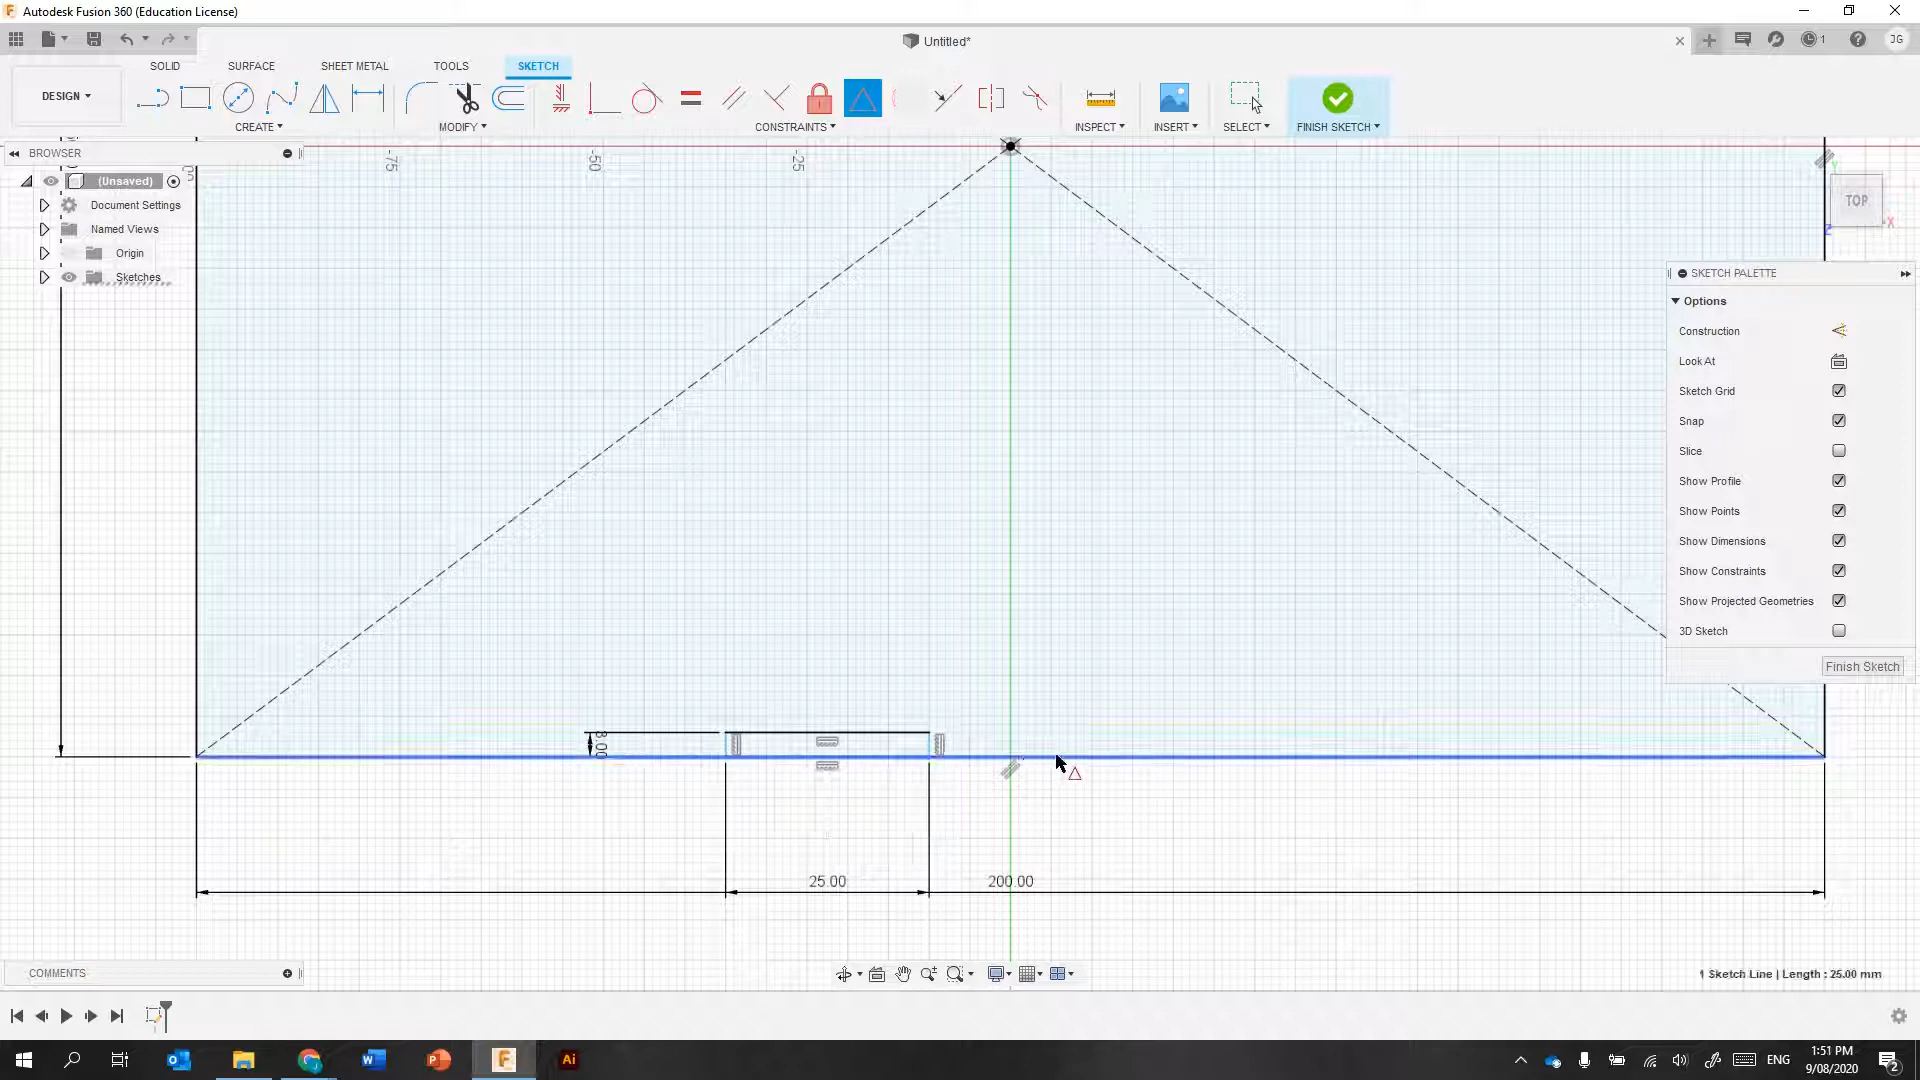 Autodesk Fusion 360 (Education License)
Untitled*
1
JG
DESIGN
SOLID
SURFACE
SHEET METAL
TOOLS
SKETCH
CREATE
MODIFY
CONSTRAINTS
INSPECT
INSERT
SELECT
FINISH SKETCH
BROWSER
(Unsaved)
Document Settings
Named Views
Origin
Sketches
-75
-50
-25
TOP
Y
X
Z
SKETCH PALETTE
Options
Construction
Look At
Sketch Grid
Snap
Slice
Show Profile
Show Points
Show Dimensions
Show Constraints
Show Projected Geometries
3D Sketch
Finish Sketch
25.00
200.00
COMMENTS
1 Sketch Line | Length : 25.00 mm
Ai
ENG
1:51 PM
9/08/2020
2